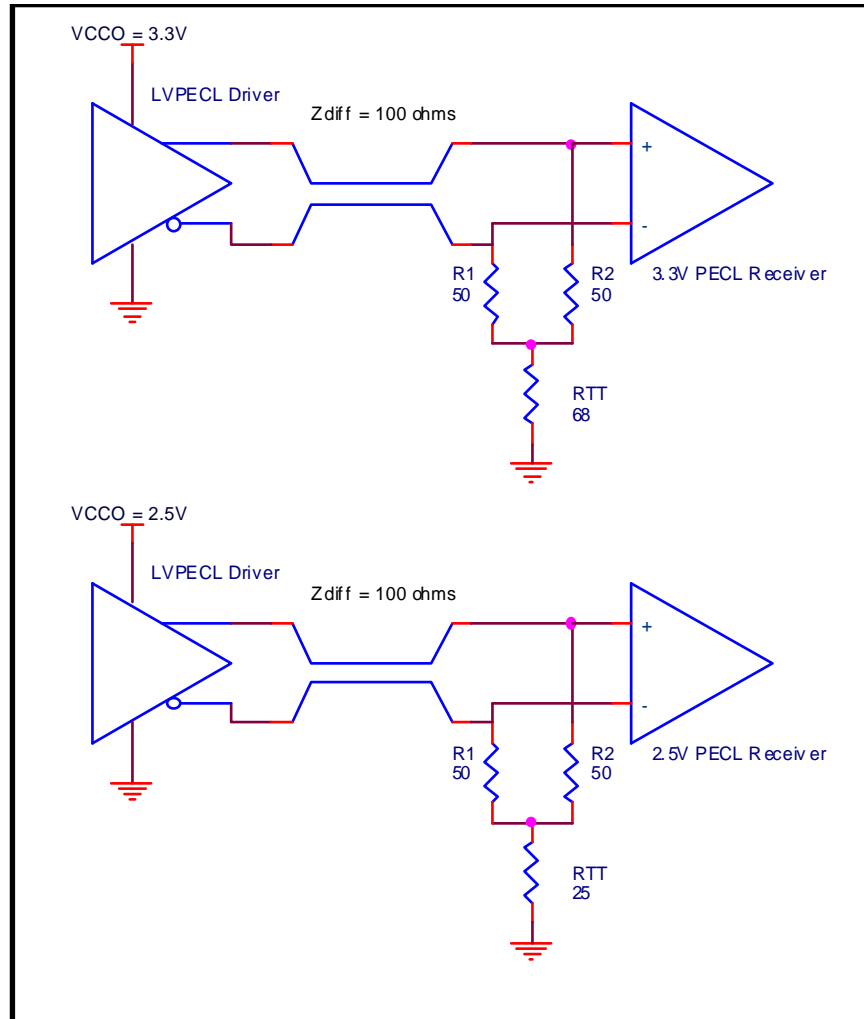 VCCO = 3.3V
LVPECL Driver
Zdiff = 100 ohms
+
-
R1
50
R2
50
3.3V PECL Receiver
RTT
68
VCCO = 2.5V
LVPECL Driver
Zdiff = 100 ohms
+
-
R1
50
R2
50
2.5V PECL Receiver
RTT
25